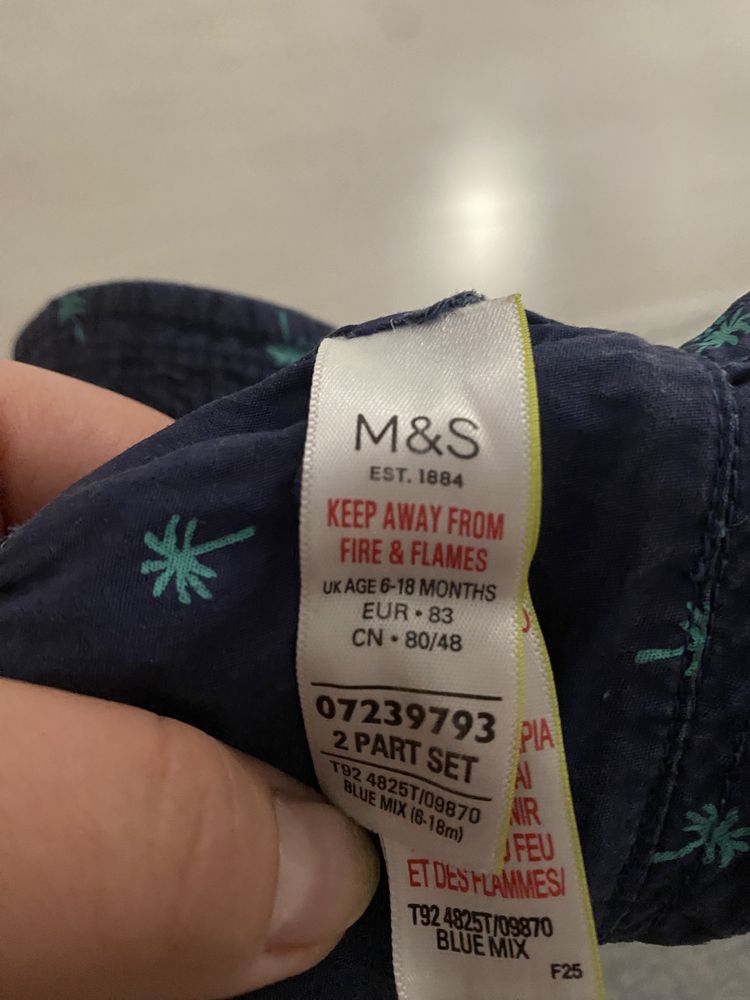 M&S
EST. 1884
KEEP AWAY FROM
FIRE & FLAMES
UK AGE 6-18 MONTHS
EUR • 83
CN • 80/48
07239793
2 PART SET
T92 4825T/09870
BLUE MIX (6-18m)
FEU
ET DES FLAMMES/
T92 4825T/09870
BLUE MIX
F25